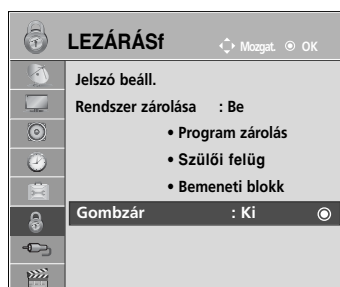 LEZÁRÁSf Mozgat. OK
Jelszó beáll.
Rendszer zárolása : Be
• Program zárolás
• Szülői felüg
• Bemeneti blokk
Gombzár : Ki